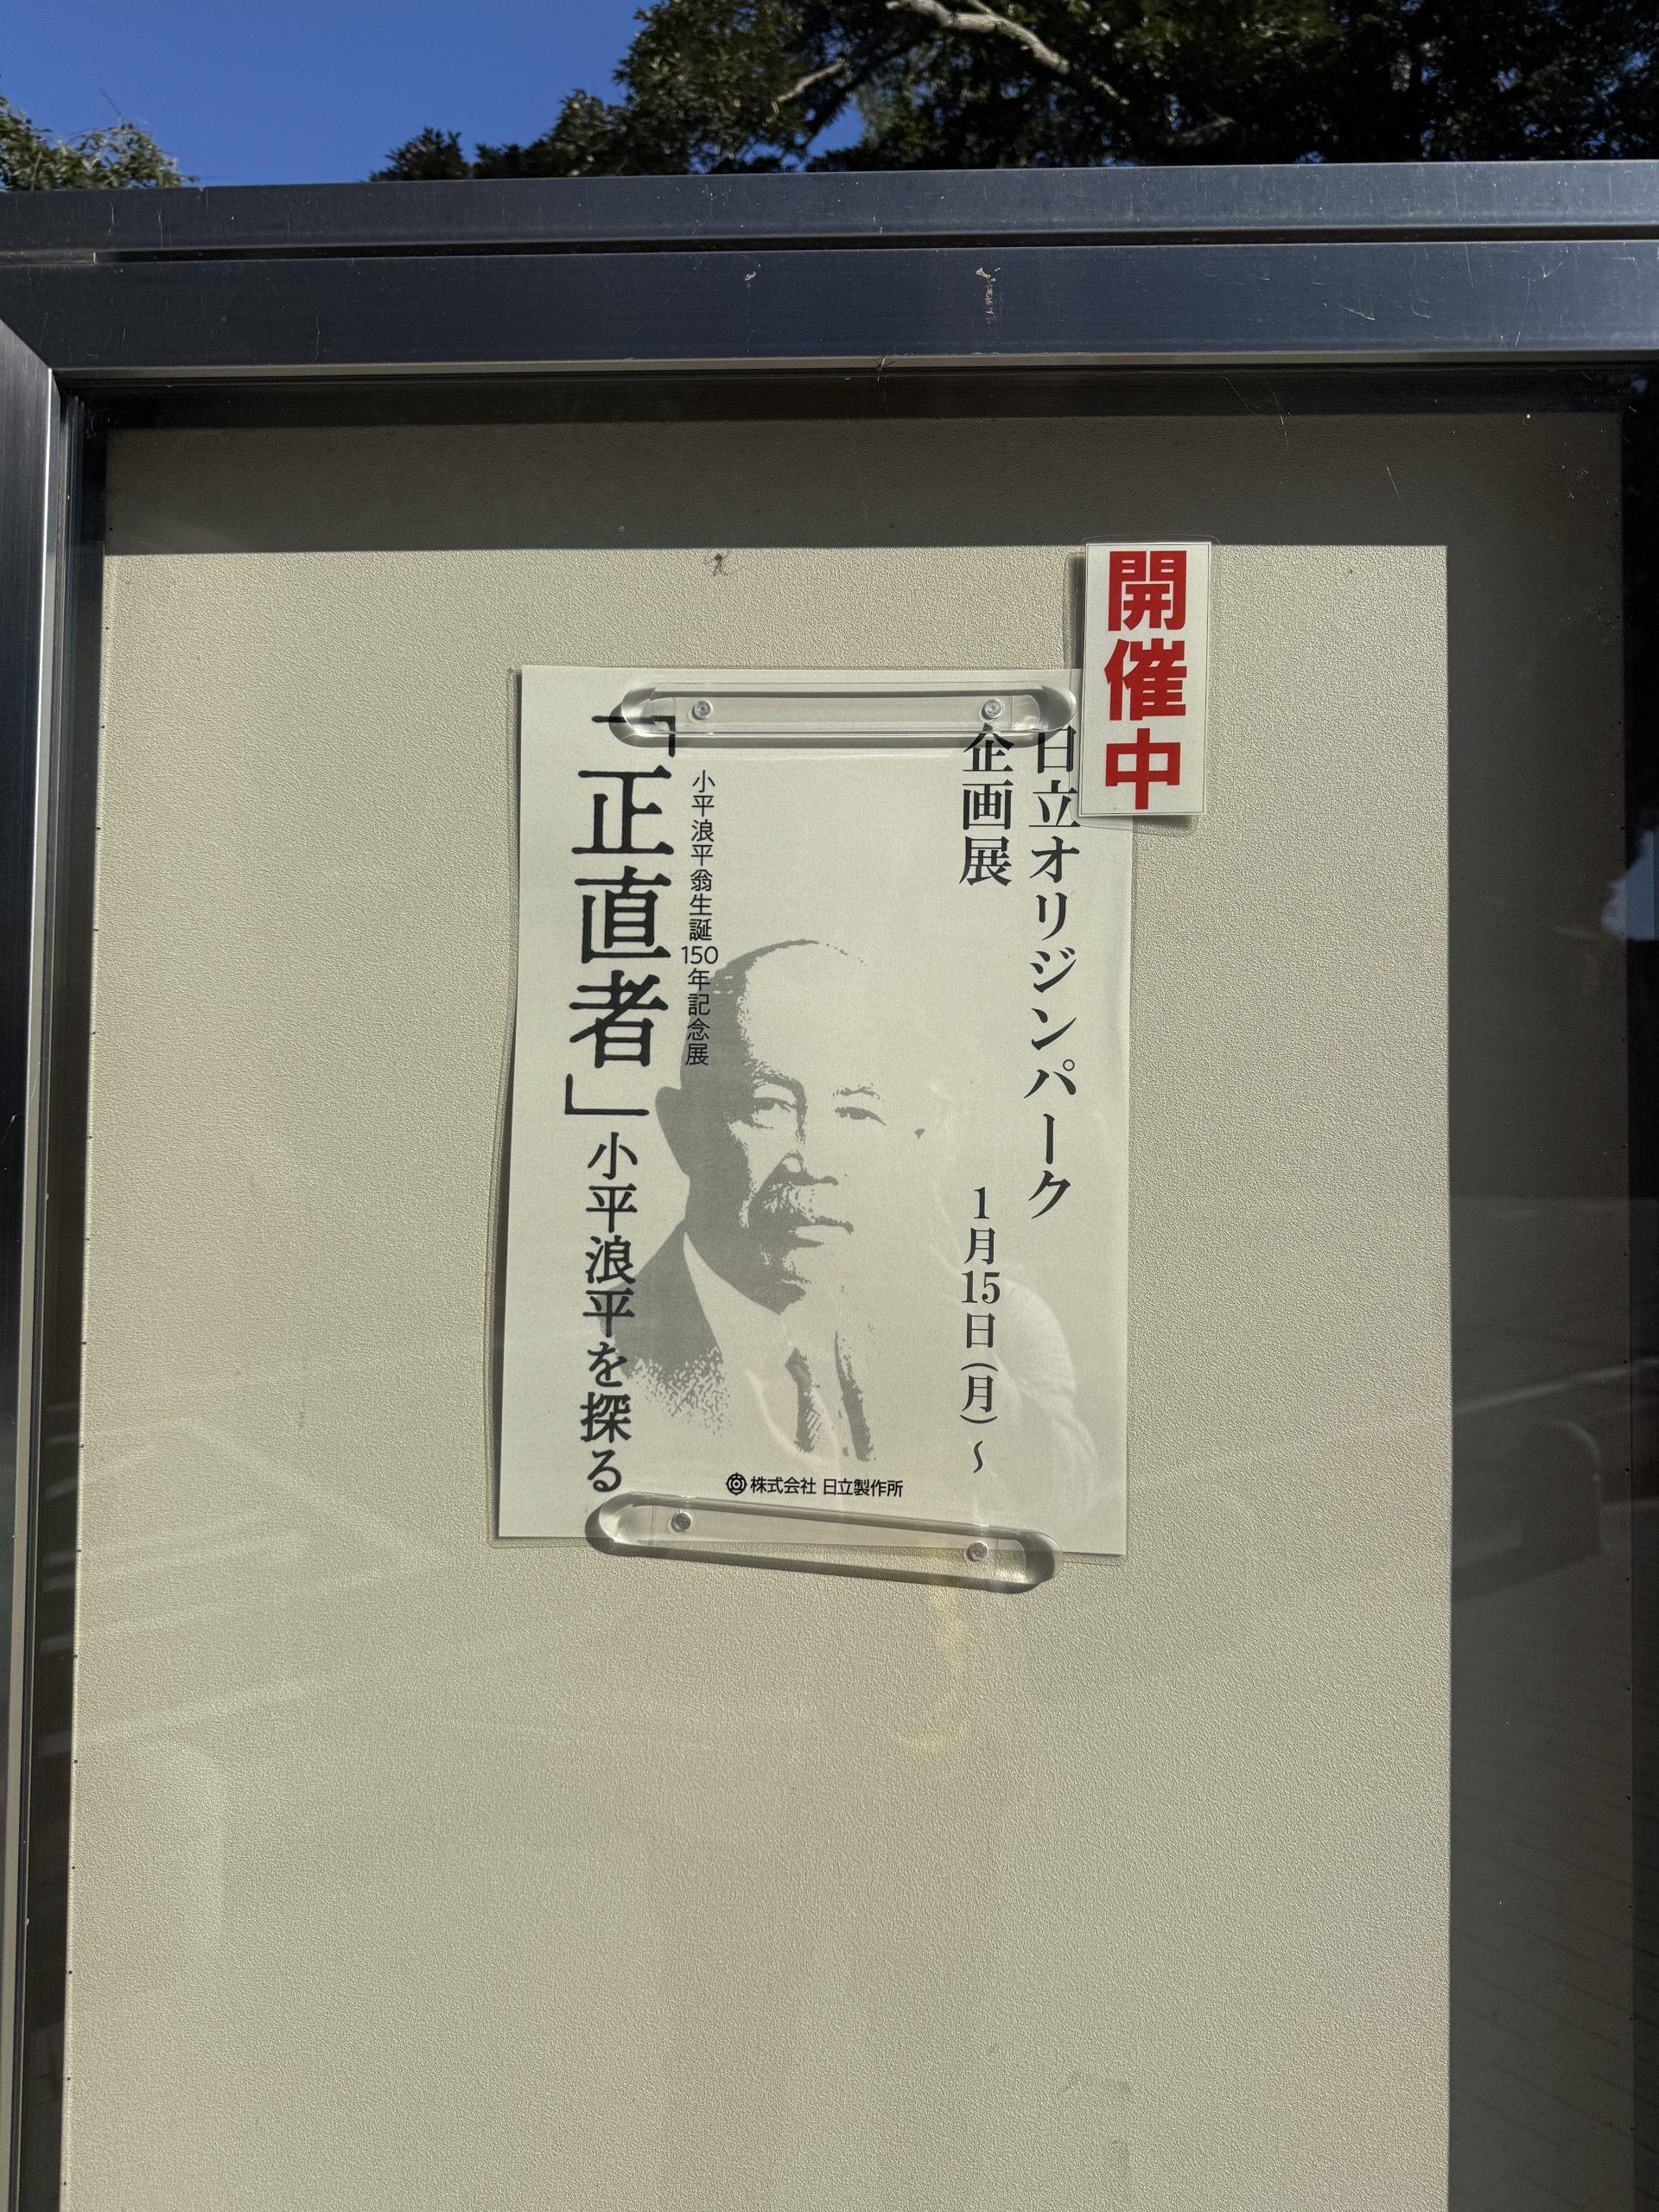 開催中
日立オリジンパーク
企画展
1月15日(月)～
小平浪平翁生誕150年記念展
「正直者」小平浪平を探る
株式会社 日立製作所